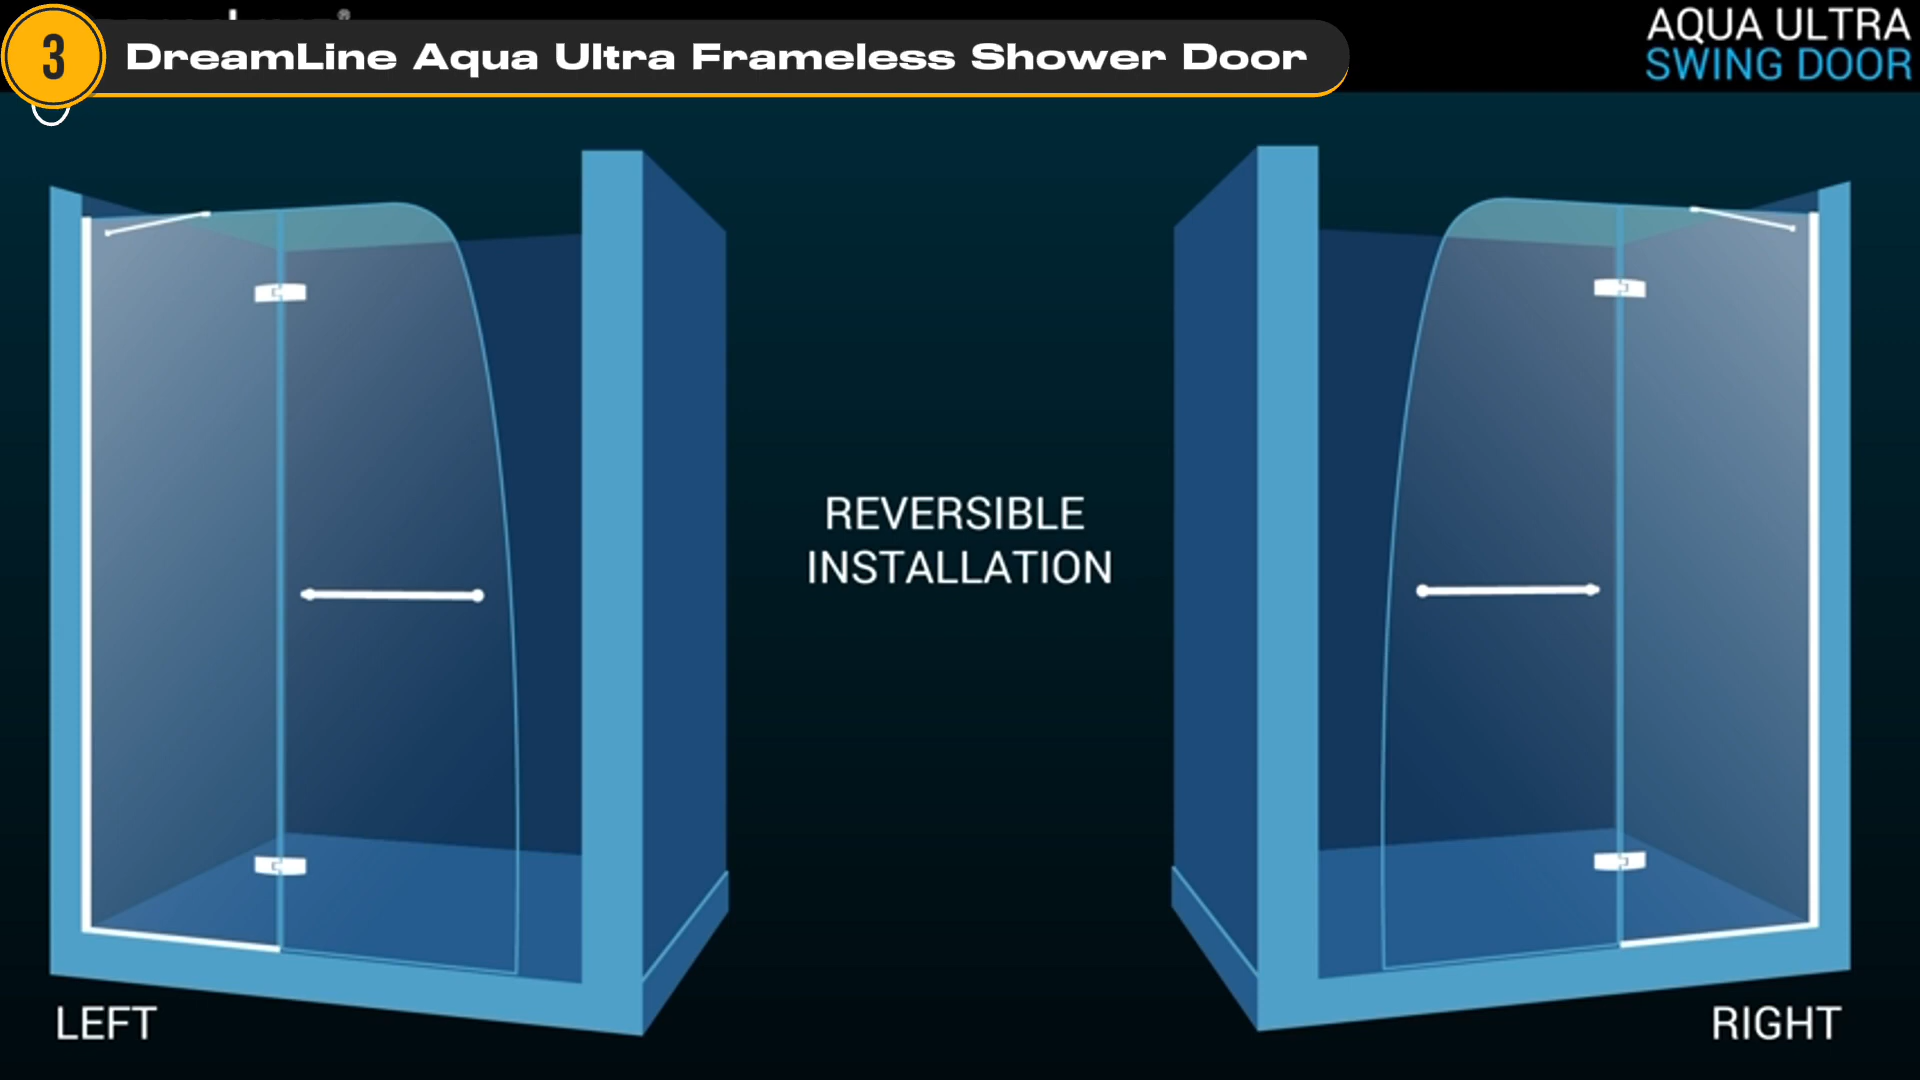 3
DreamLine Aqua Ultra Frameless Shower Door
AQUA ULTRA
SWING DOOR
REVERSIBLE
INSTALLATION
LEFT
RIGHT